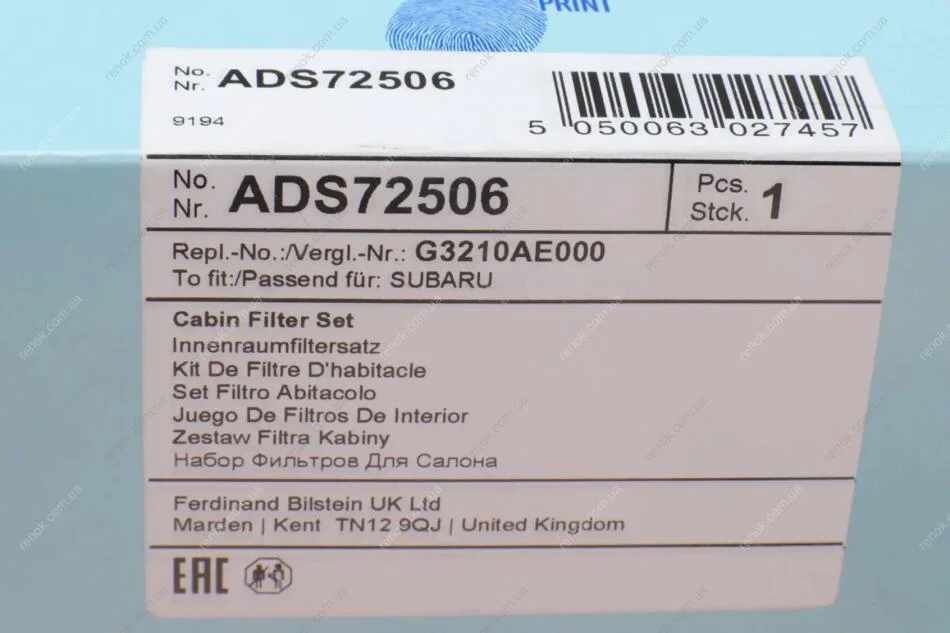 PRINT
No.
Nr. ADS72506
9194
5 050063 027457
No.
Nr. ADS72506
Pcs.
Stck. 1
Repl.-No.:/Vergl.-Nr.: G3210AE000
To fit:/Passend für: SUBARU
Cabin Filter Set
Innenraumfiltersatz
Kit De Filtre D'habitacle
Set Filtro Abitacolo
Juego De Filtros De Interior
Zestaw Filtra Kabiny
Набор Фильтров Для Салона
Ferdinand Bilstein UK Ltd
Marden | Kent TN12 9QJ | United Kingdom
EAC
renok.com.ua